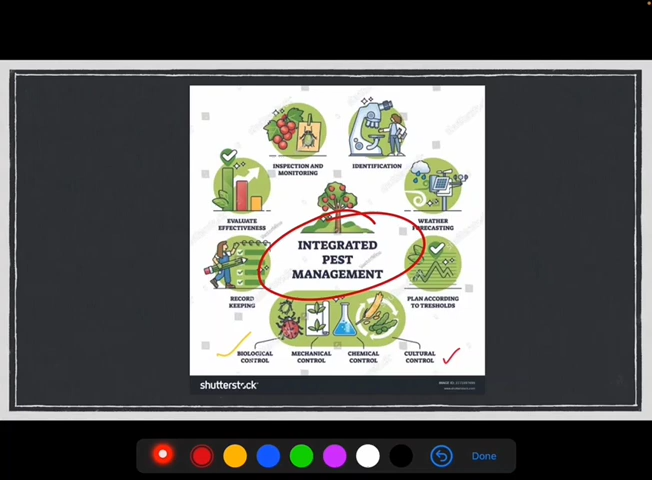 INSPECTION AND
MONITORING
IDENTIFICATION
EVALUATE
EFFECTIVENESS
WEATHER
FORECASTING
INTEGRATED
PEST
MANAGEMENT
RECORD
KEEPING
PLAN ACCORDING
TO TRESHOLDS
BIOLOGICAL
CONTROL
MECHANICAL
CONTROL
CHEMICAL
CONTROL
CULTURAL
CONTROL
shutterstock
Done